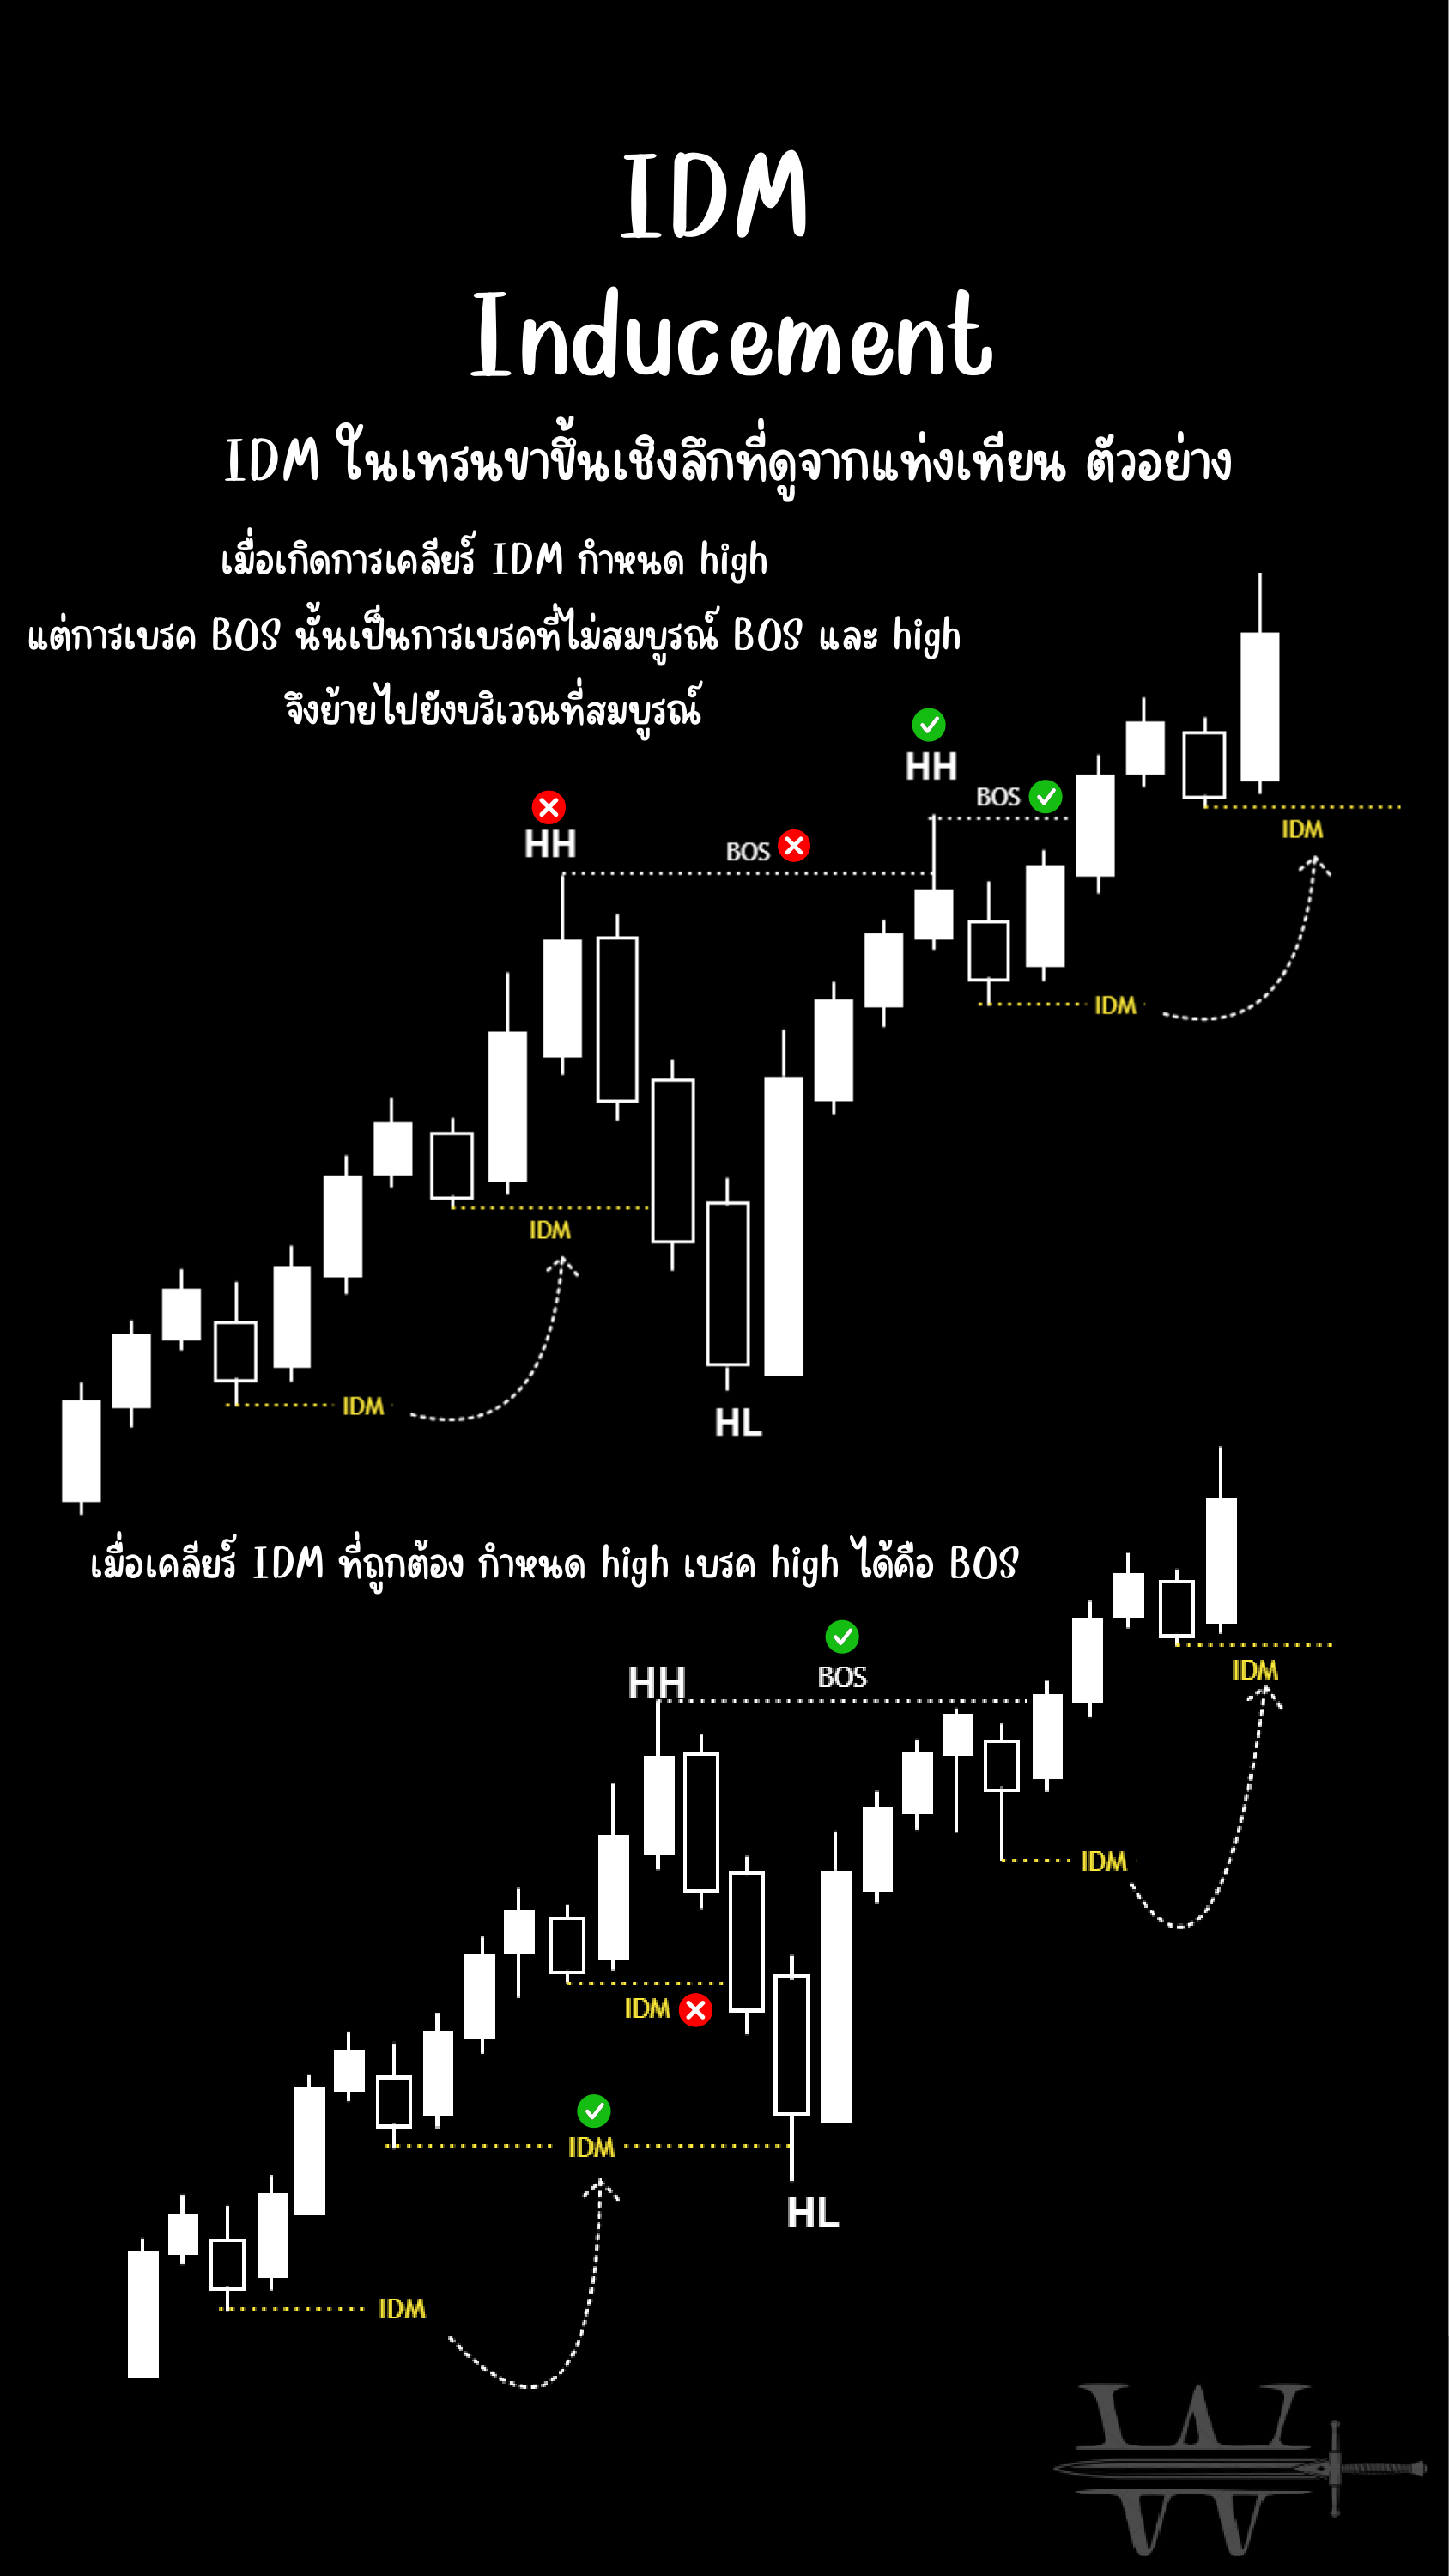 IDM
Inducement
IDM ในเทรนขาขึ้นเชิงลึกที่ดูจากแท่งเทียน ตัวอย่าง
เมื่อเกิดการเคลียร์ IDM กำหนด high
แต่การเบรค BOS นั้นเป็นการเบรคที่ไม่สมบูรณ์ BOS และ high
จึงย้ายไปยังบริเวณที่สมบูรณ์
HH
BOS
HH
BOS
IDM
IDM
IDM
IDM
HL
เมื่อเคลียร์ IDM ที่ถูกต้อง กำหนด high เบรค high ได้คือ BOS
HH
BOS
IDM
IDM
IDM
IDM
HL
IDM
W